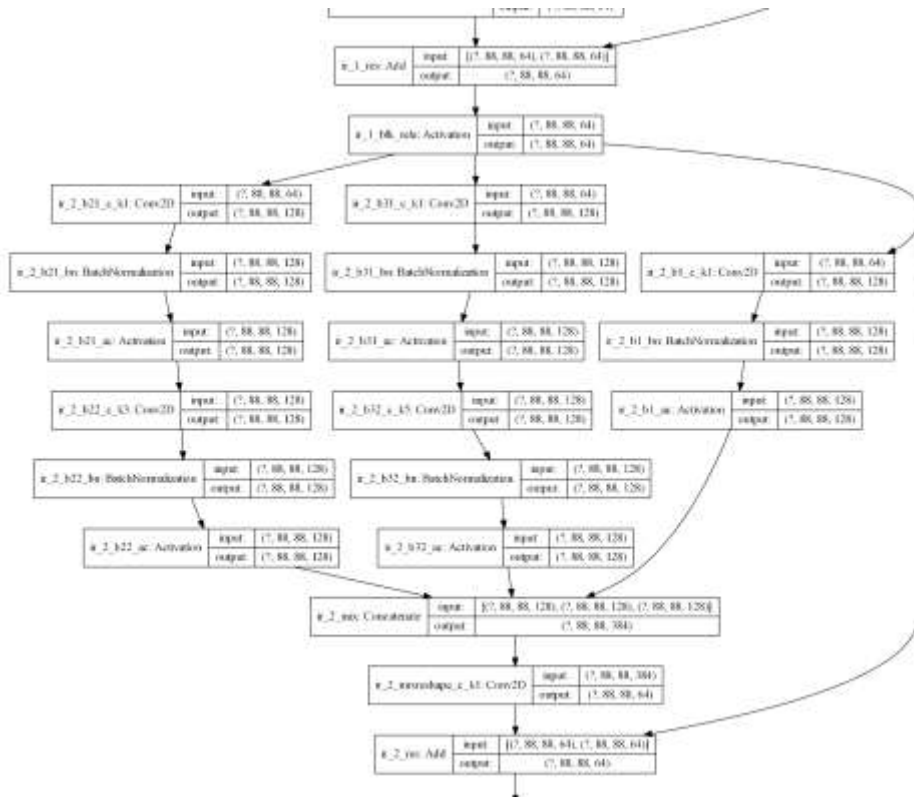 ir_1_res: Add input: [(?, 88, 88, 64), (?, 88, 88, 64)]
output: (?, 88, 88, 64)
Activation input: (?, 88, 88, 64)
output: (?, 88, 88, 64)
ir_2_b21_c_k1: Conv2D input: (?, 88, 88, 64)
output: (?, 88, 88, 128)
ir_2_b31_c_k1: Conv2D input: (?, 88, 88, 64)
output: (?, 88, 88, 128)
ir_2_b21_bn: BatchNormalization input: (?, 88, 88, 128)
output: (?, 88, 88, 128)
ir_2_b31_bn: BatchNormalization input: (?, 88, 88, 128)
output: (?, 88, 88, 128)
ir_2_b1_c_k1: Conv2D input: (?, 88, 88, 64)
output: (?, 88, 88, 128)
ir_2_b21_ac: Activation input: (?, 88, 88, 128)
output: (?, 88, 88, 128)
ir_2_b31_ac: Activation input: (?, 88, 88, 128)
output: (?, 88, 88, 128)
ir_2_b1_bn: BatchNormalization input: (?, 88, 88, 128)
output: (?, 88, 88, 128)
ir_2_b22_c_k3: Conv2D input: (?, 88, 88, 128)
output: (?, 88, 88, 128)
ir_2_b32_c_k5: Conv2D input: (?, 88, 88, 128)
output: (?, 88, 88, 128)
ir_2_b1_ac: Activation input: (?, 88, 88, 128)
output: (?, 88, 88, 128)
ir_2_b22_bn: BatchNormalization input: (?, 88, 88, 128)
output: (?, 88, 88, 128)
ir_2_b32_bn: BatchNormalization input: (?, 88, 88, 128)
output: (?, 88, 88, 128)
ir_2_b22_ac: Activation input: (?, 88, 88, 128)
output: (?, 88, 88, 128)
ir_2_b32_ac: Activation input: (?, 88, 88, 128)
output: (?, 88, 88, 128)
ir_2_mix: Concatenate input: [(?, 88, 88, 128), (?, 88, 88, 128), (?, 88, 88, 128)]
output: (?, 88, 88, 384)
Conv2D input: (?, 88, 88, 384)
output: (?, 88, 88, 64)
ir_2_res: Add input: [(?, 88, 88, 64), (?, 88, 88, 64)]
output: (?, 88, 88, 64)